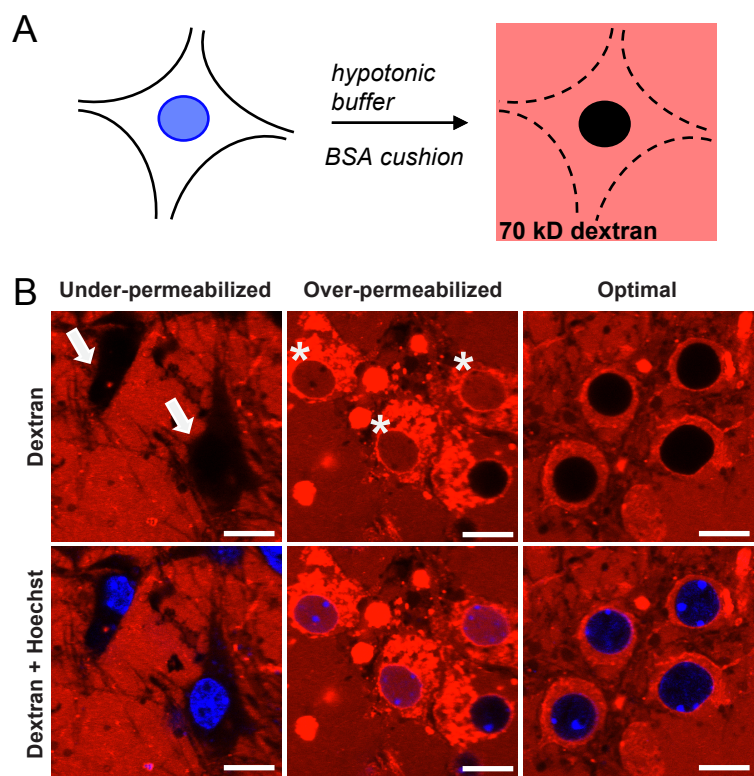 A
hypotonic
buffer
BSA cushion
70 kD dextran
B
Under-permeabilized
Over-permeabilized
Optimal
Dextran
* * *
Dextran + Hoechst